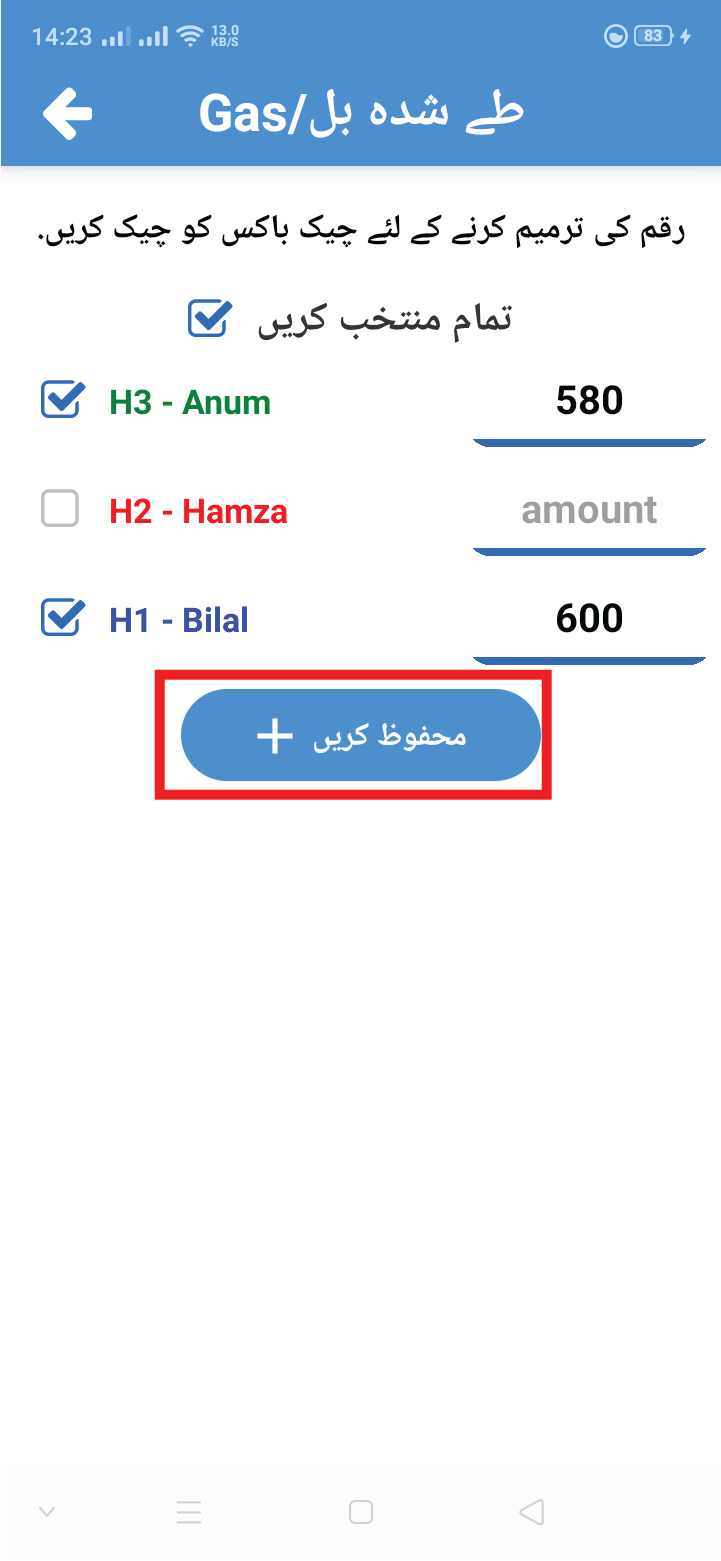 14:23 13.0 KB/S 83
طے شدہ بل/Gas
رقم کی ترمیم کرنے کے لئے چیک باکس کو چیک کریں.
تمام منتخب کریں
H3 - Anum 580
H2 - Hamza amount
H1 - Bilal 600
محفوظ کریں